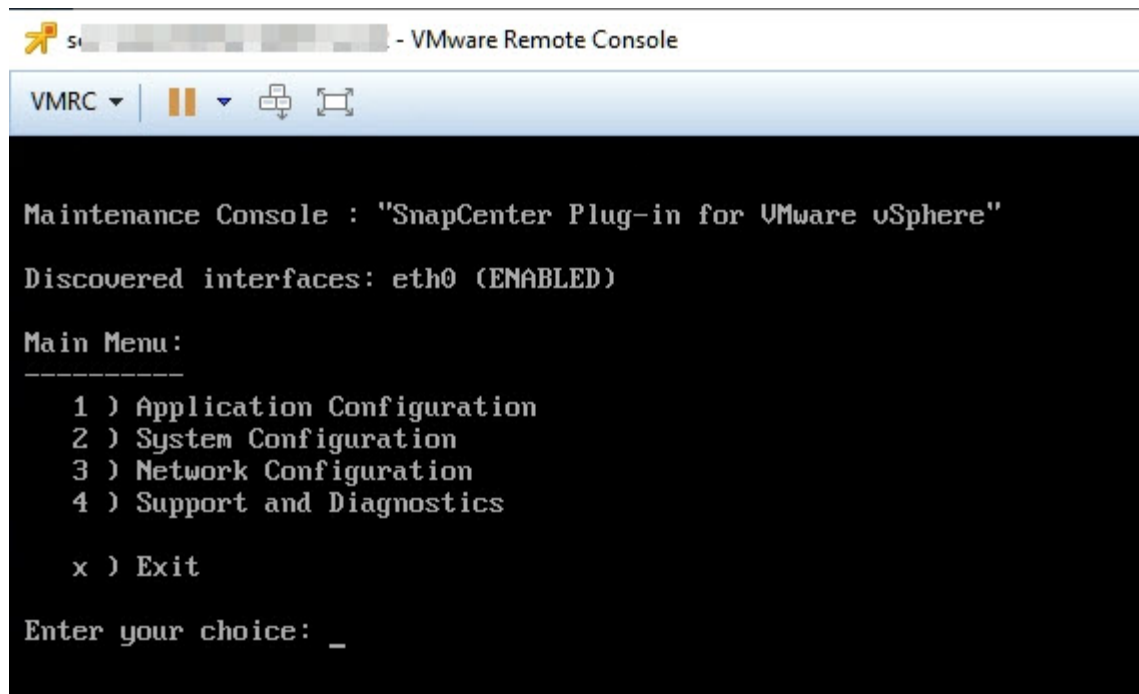 - VMware Remote Console
VMRC
Maintenance Console : "SnapCenter Plug-in for VMware vSphere"
Discovered interfaces: eth0 (ENABLED)
Main Menu:
----------
1 ) Application Configuration
2 ) System Configuration
3 ) Network Configuration
4 ) Support and Diagnostics
x ) Exit
Enter your choice: _